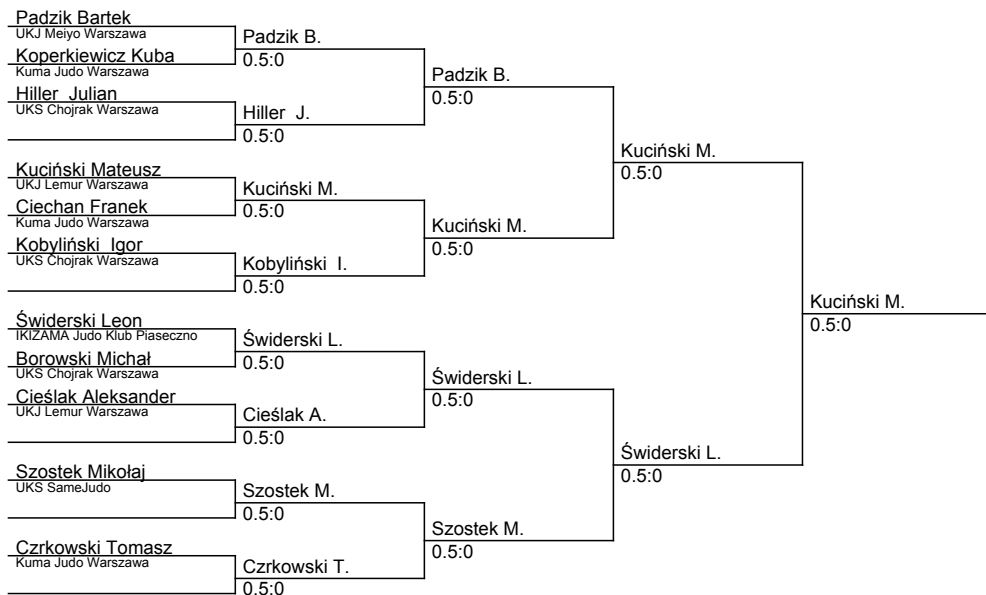 Padzik Bartek
UKJ Meiyo Warszawa
Koperkiewicz Kuba
Kuma Judo Warszawa
Hiller  Julian
UKS Chojrak Warszawa
Kuciński Mateusz
UKJ Lemur Warszawa
Ciechan Franek
Kuma Judo Warszawa
Kobyliński  Igor
UKS Chojrak Warszawa
Świderski Leon
IKIZAMA Judo Klub Piaseczno
Borowski Michał
UKS Chojrak Warszawa
Cieślak Aleksander
UKJ Lemur Warszawa
Szostek Mikołaj
UKS SameJudo
Czrkowski Tomasz
Kuma Judo Warszawa
Padzik B.
0.5:0
Hiller  J.
0.5:0
Kuciński M.
0.5:0
Kobyliński  I.
0.5:0
Świderski L.
0.5:0
Cieślak A.
0.5:0
Szostek M.
0.5:0
Czrkowski T.
0.5:0
Padzik B.
0.5:0
Kuciński M.
0.5:0
Świderski L.
0.5:0
Szostek M.
0.5:0
Kuciński M.
0.5:0
Świderski L.
0.5:0
Kuciński M.
0.5:0